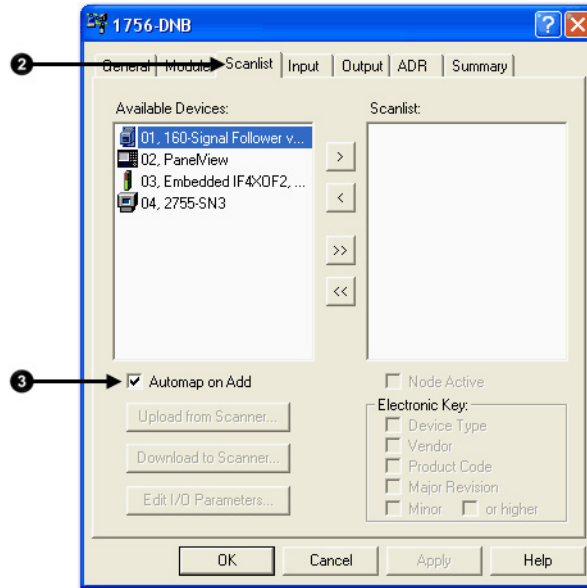 1756-DNB
General Module Scanlist Input Output ADR Summary
2
Available Devices: Scanlist:
01, 160-Signal Follower v...
02, PanelView
03, Embedded IF4XOF2, ...
04, 2755-SN3
>
<
>>
<<
3
Automap on Add Node Active
Upload from Scanner... Electronic Key:
Device Type
Vendor
Download to Scanner... Product Code
Major Revision
Edit I/O Parameters... Minor or higher
OK Cancel Apply Help